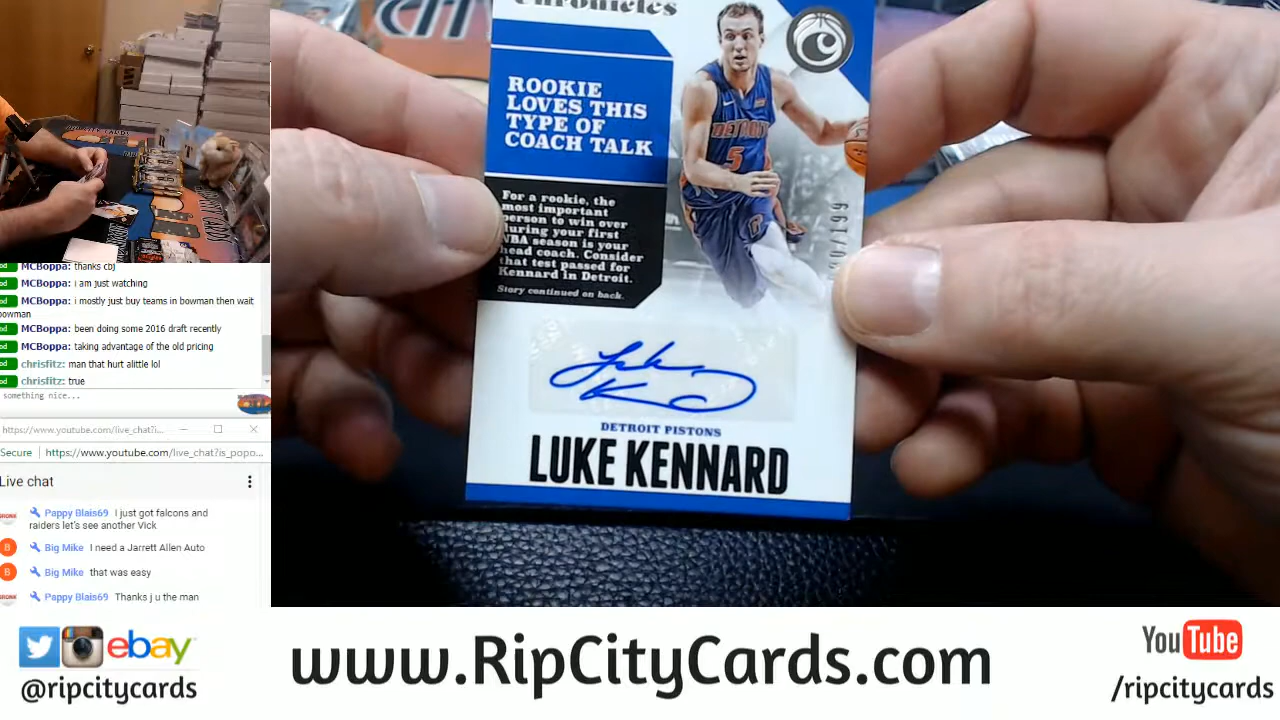 Chronicles
ROOKIE
LOVES THIS
TYPE OF
COACH TALK
For a rookie, the
most important
person to win over
during your first
NBA season is your
head coach. Consider
that test passed for
Kennard in Detroit.
Story continued on back.
DETROIT
5
/199
DETROIT PISTONS
LUKE KENNARD
MCBoppa: thanks cbj
MCBoppa: i am just watching
MCBoppa: i mostly just buy teams in bowman then wait
bowman
MCBoppa: been doing some 2016 draft recently
MCBoppa: taking advantage of the old pricing
chrisfitz: man that hurt alittle lol
chrisfitz: true
something nice...
https://www.youtube.com/live_chat?i...
Secure https://www.youtube.com/live_chat?is_popo...
Live chat
Pappy Blais69 I just got falcons and
raiders let's see another Vick
B Big Mike I need a Jarrett Allen Auto
B Big Mike that was easy
Pappy Blais69 Thanks j u the man
ebay
@ripcitycards
www.RipCityCards.com
YouTube
/ripcitycards